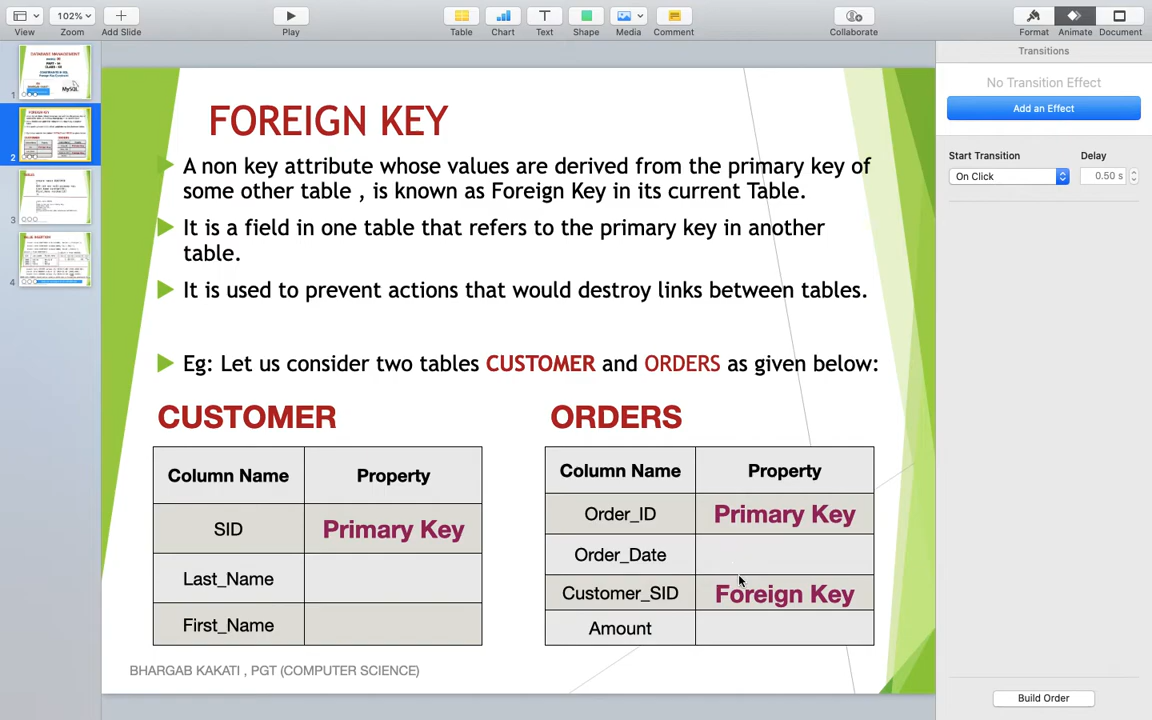 102%
View
Zoom
Add Slide
Play
Table
Chart
Text
Shape
Media
Comment
Collaborate
Format
Animate
Document
Transitions
No Transition Effect
Add an Effect
Start Transition
Delay
On Click
0.50 s
1
2
3
4
MySQL
FOREIGN KEY
A non key attribute whose values are derived from the primary key of
some other table , is known as Foreign Key in its current Table.
It is a field in one table that refers to the primary key in another
table.
It is used to prevent actions that would destroy links between tables.
Eg: Let us consider two tables CUSTOMER and ORDERS as given below:
CUSTOMER
Column Name Property
SID Primary Key
Last_Name
First_Name
ORDERS
Column Name Property
Order_ID Primary Key
Order_Date
Customer_SID Foreign Key
Amount
BHARGAB KAKATI , PGT (COMPUTER SCIENCE)
Build Order